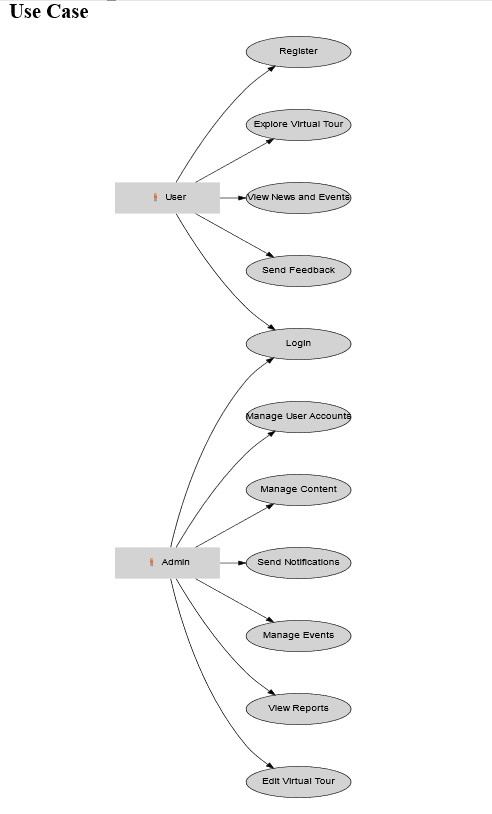 Use Case
Register
Explore Virtual Tour
User
View News and Events
Send Feedback
Login
Manage User Accounts
Manage Content
Admin
Send Notifications
Manage Events
View Reports
Edit Virtual Tour